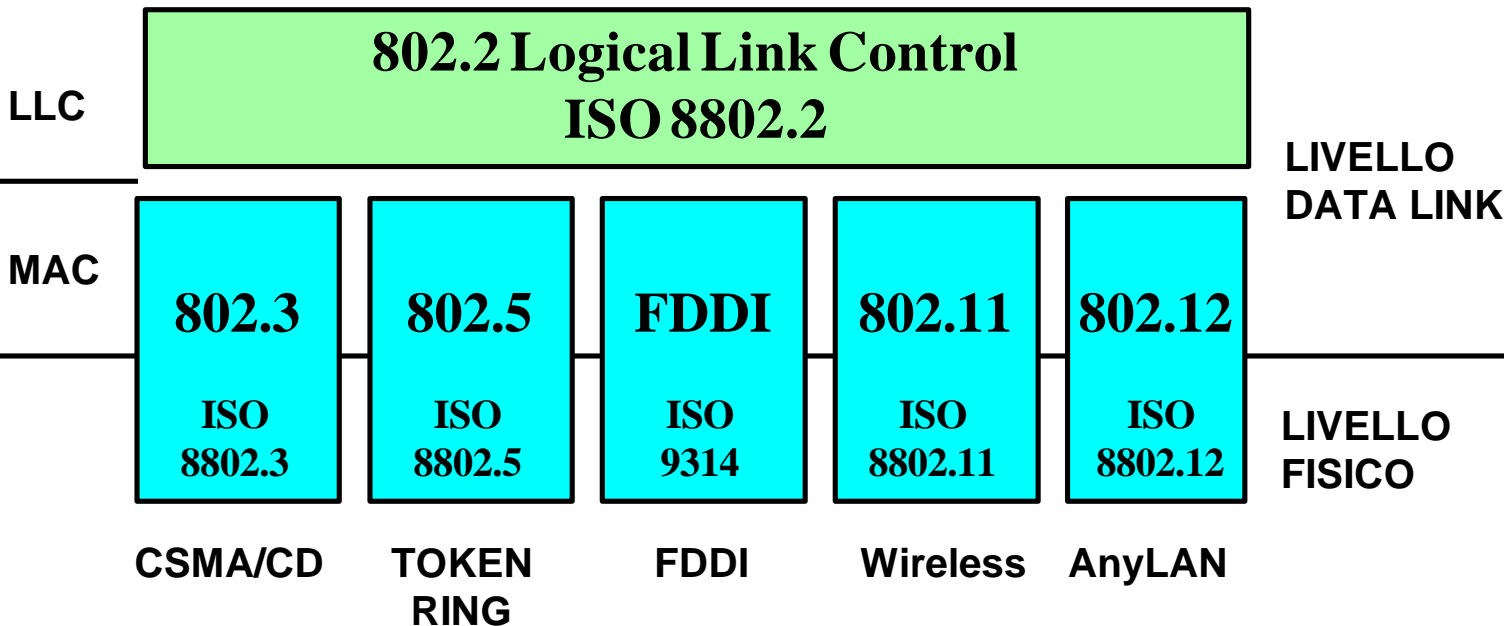 802.2 Logical Link Control
ISO 8802.2
LLC
LIVELLO
DATA LINK
MAC
802.3
802.5
FDDI
802.11
802.12
ISO
8802.3
ISO
8802.5
ISO
9314
ISO
8802.11
ISO
8802.12
LIVELLO
FISICO
CSMA/CD
TOKEN
RING
FDDI
Wireless
AnyLAN